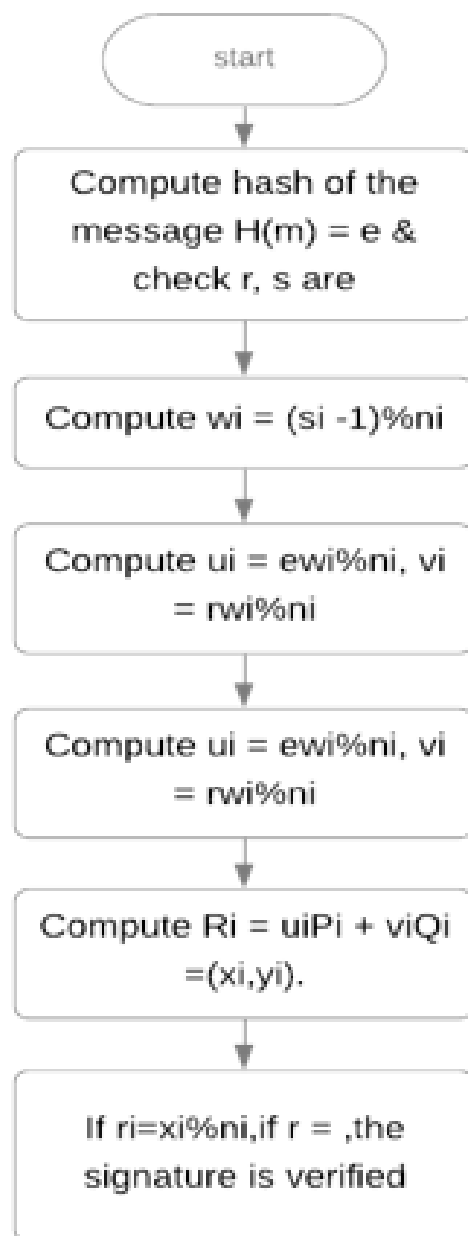 start
Compute hash of the
message H(m) = e &
check r, s are
Compute wi = (si -1)%ni
Compute ui = ewi%ni, vi
= rwi%ni
Compute ui = ewi%ni, vi
= rwi%ni
Compute Ri = uiPi + viQi
=(xi,yi).
If ri=xi%ni,if r = ,the
signature is verified